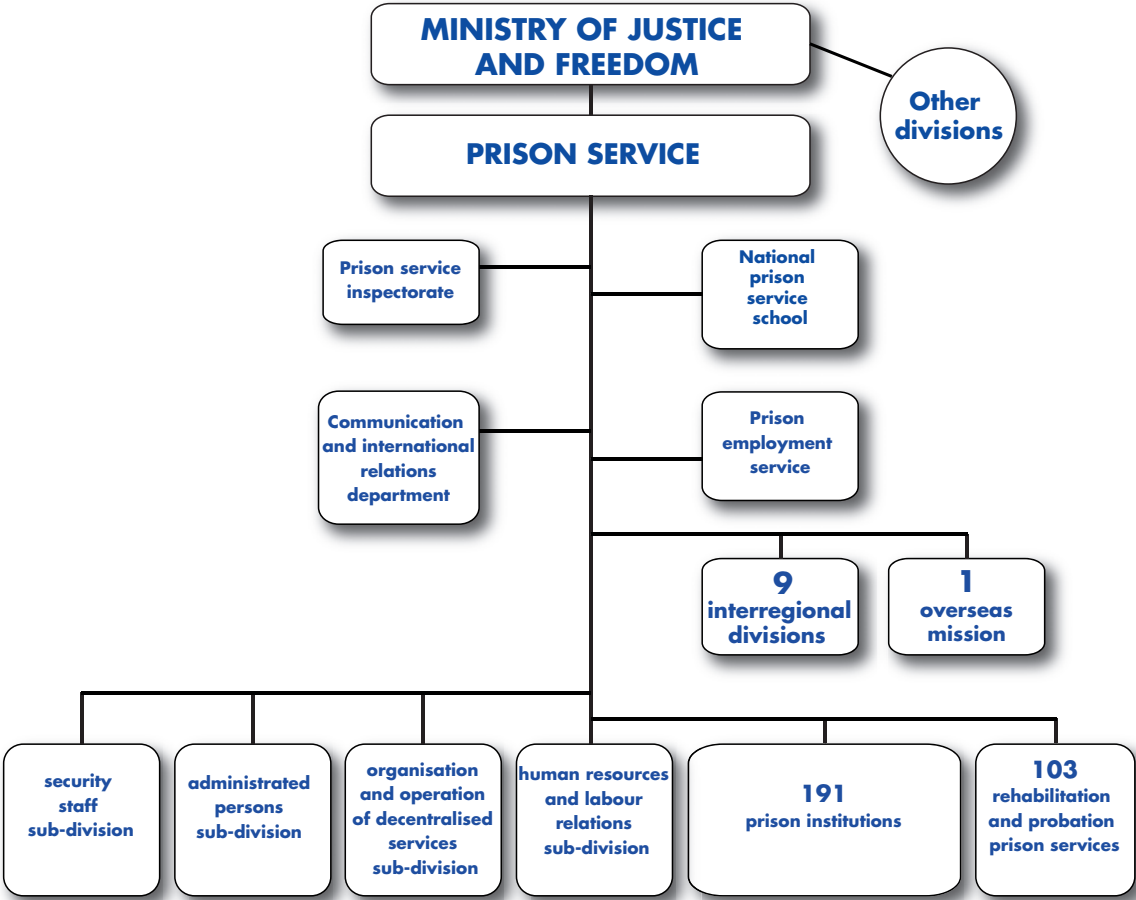 MINISTRY OF JUSTICE
AND FREEDOM
Other
divisions
PRISON SERVICE
Prison service
inspectorate
National
prison
service
school
Communication
and international
relations
department
Prison
employment
service
9
interregional
divisions
1
overseas
mission
security
staff
sub-division
administrated
persons
sub-division
organisation
and operation
of decentralised
services
sub-division
human resources
and labour
relations
sub-division
191
prison institutions
103
rehabilitation
and probation
prison services